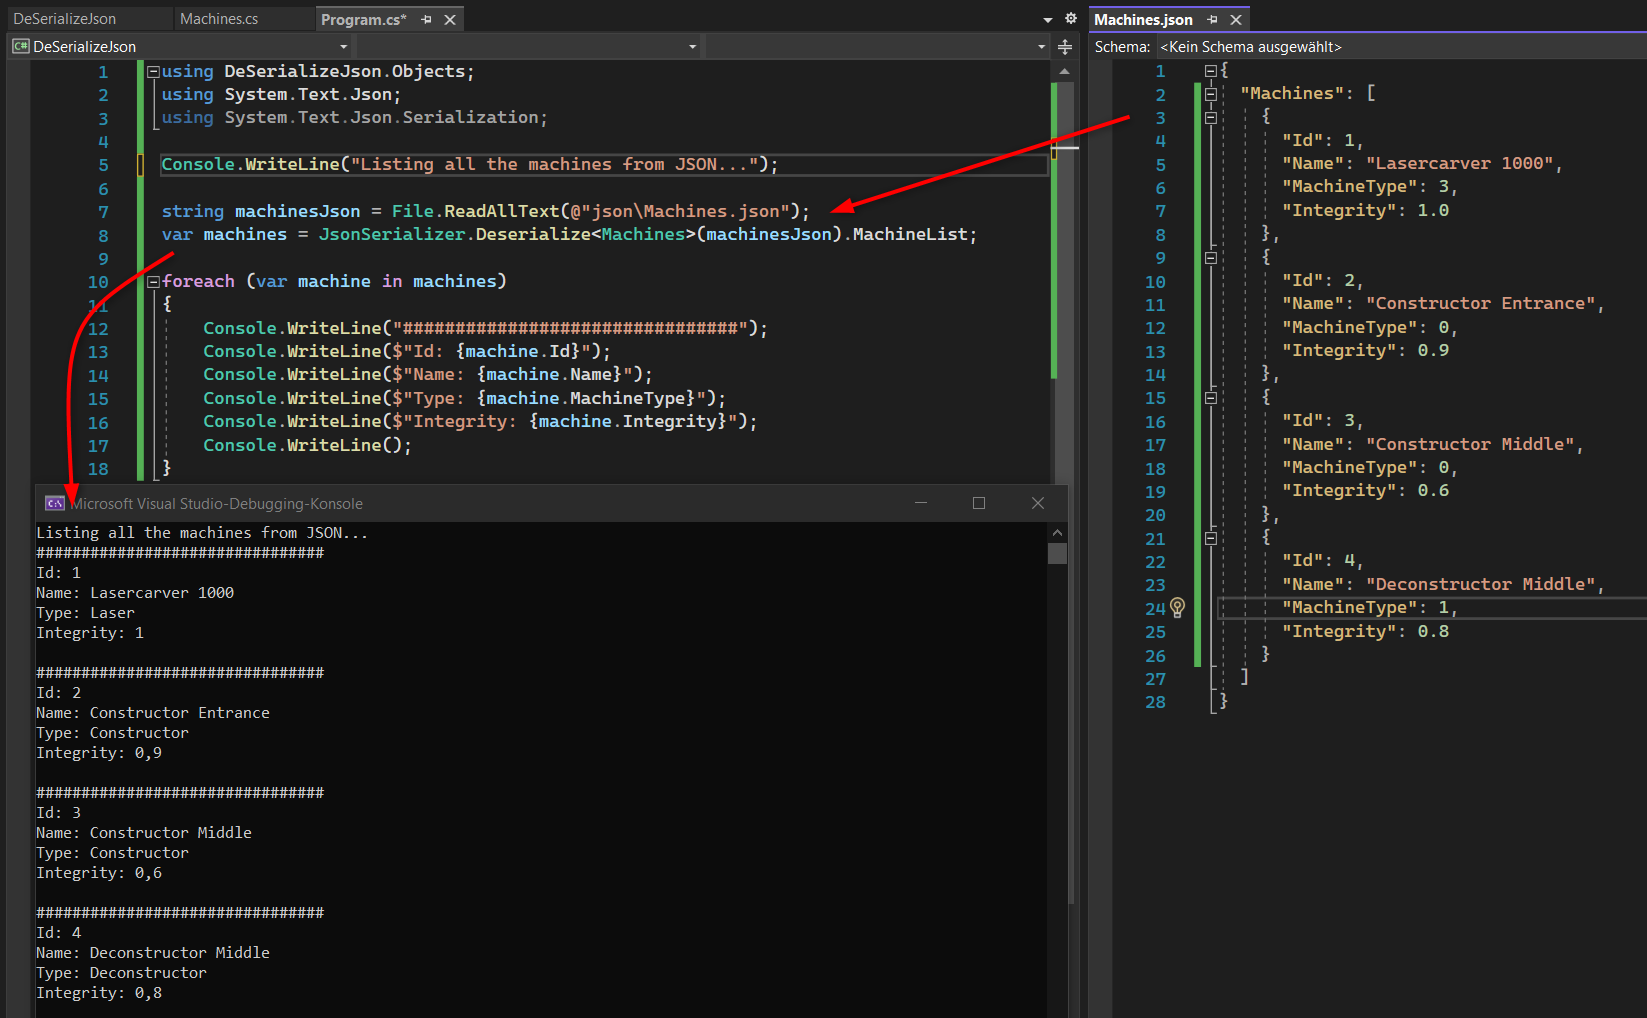 DeSerializeJson
Machines.cs
Program.cs*
DeSerializeJson
1 using DeSerializeJson.Objects;
2 using System.Text.Json;
3 using System.Text.Json.Serialization;
4
5 Console.WriteLine("Listing all the machines from JSON...");
6
7 string machinesJson = File.ReadAllText(@"json\Machines.json");
8 var machines = JsonSerializer.Deserialize<Machines>(machinesJson).MachineList;
9
10 foreach (var machine in machines)
11 {
12 Console.WriteLine("################################");
13 Console.WriteLine($"Id: {machine.Id}");
14 Console.WriteLine($"Name: {machine.Name}");
15 Console.WriteLine($"Type: {machine.MachineType}");
16 Console.WriteLine($"Integrity: {machine.Integrity}");
17 Console.WriteLine();
18 }
Microsoft Visual Studio-Debugging-Konsole
Listing all the machines from JSON...
################################
Id: 1
Name: Lasercarver 1000
Type: Laser
Integrity: 1
################################
Id: 2
Name: Constructor Entrance
Type: Constructor
Integrity: 0,9
################################
Id: 3
Name: Constructor Middle
Type: Constructor
Integrity: 0,6
################################
Id: 4
Name: Deconstructor Middle
Type: Deconstructor
Integrity: 0,8
Machines.json
Schema: <Kein Schema ausgewählt>
1 {
2 "Machines": [
3 {
4 "Id": 1,
5 "Name": "Lasercarver 1000",
6 "MachineType": 3,
7 "Integrity": 1.0
8 },
9 {
10 "Id": 2,
11 "Name": "Constructor Entrance",
12 "MachineType": 0,
13 "Integrity": 0.9
14 },
15 {
16 "Id": 3,
17 "Name": "Constructor Middle",
18 "MachineType": 0,
19 "Integrity": 0.6
20 },
21 {
22 "Id": 4,
23 "Name": "Deconstructor Middle",
24 "MachineType": 1,
25 "Integrity": 0.8
26 }
27 ]
28 }